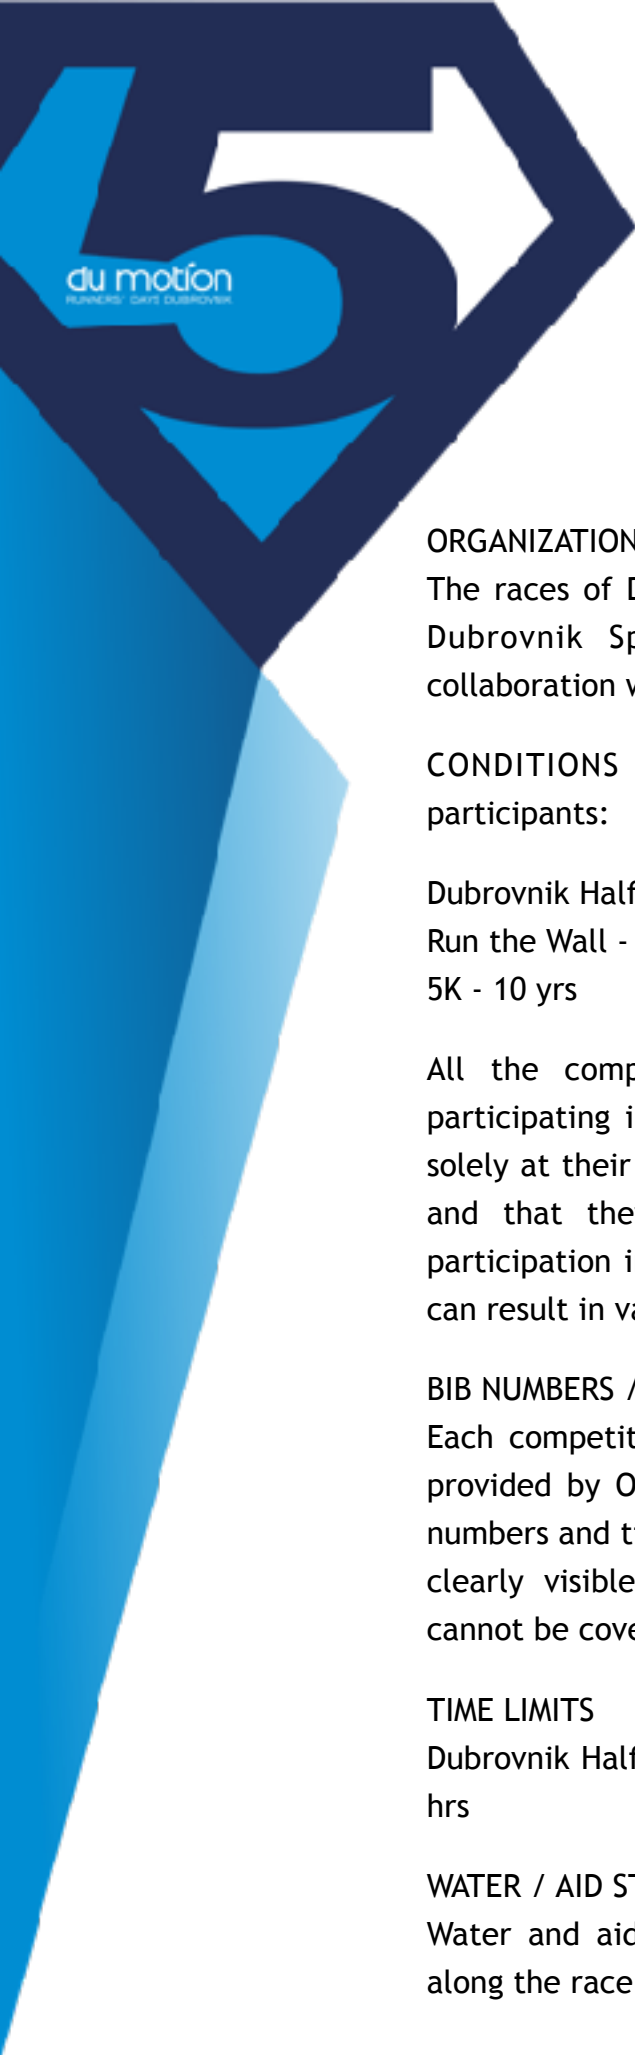 5
du motion
RUNNERS' DAYS DUBROVNIK
ORGANIZATION
The races of D
Dubrovnik Sp
collaboration
CONDITIONS
participants:
Dubrovnik Half
Run the Wall -
5K - 10 yrs
All the comp
participating i
solely at their
and that the
participation i
can result in va
BIB NUMBERS /
Each competit
provided by O
numbers and t
clearly visible
cannot be cove
TIME LIMITS
Dubrovnik Half
hrs
WATER / AID ST
Water and aid
along the race